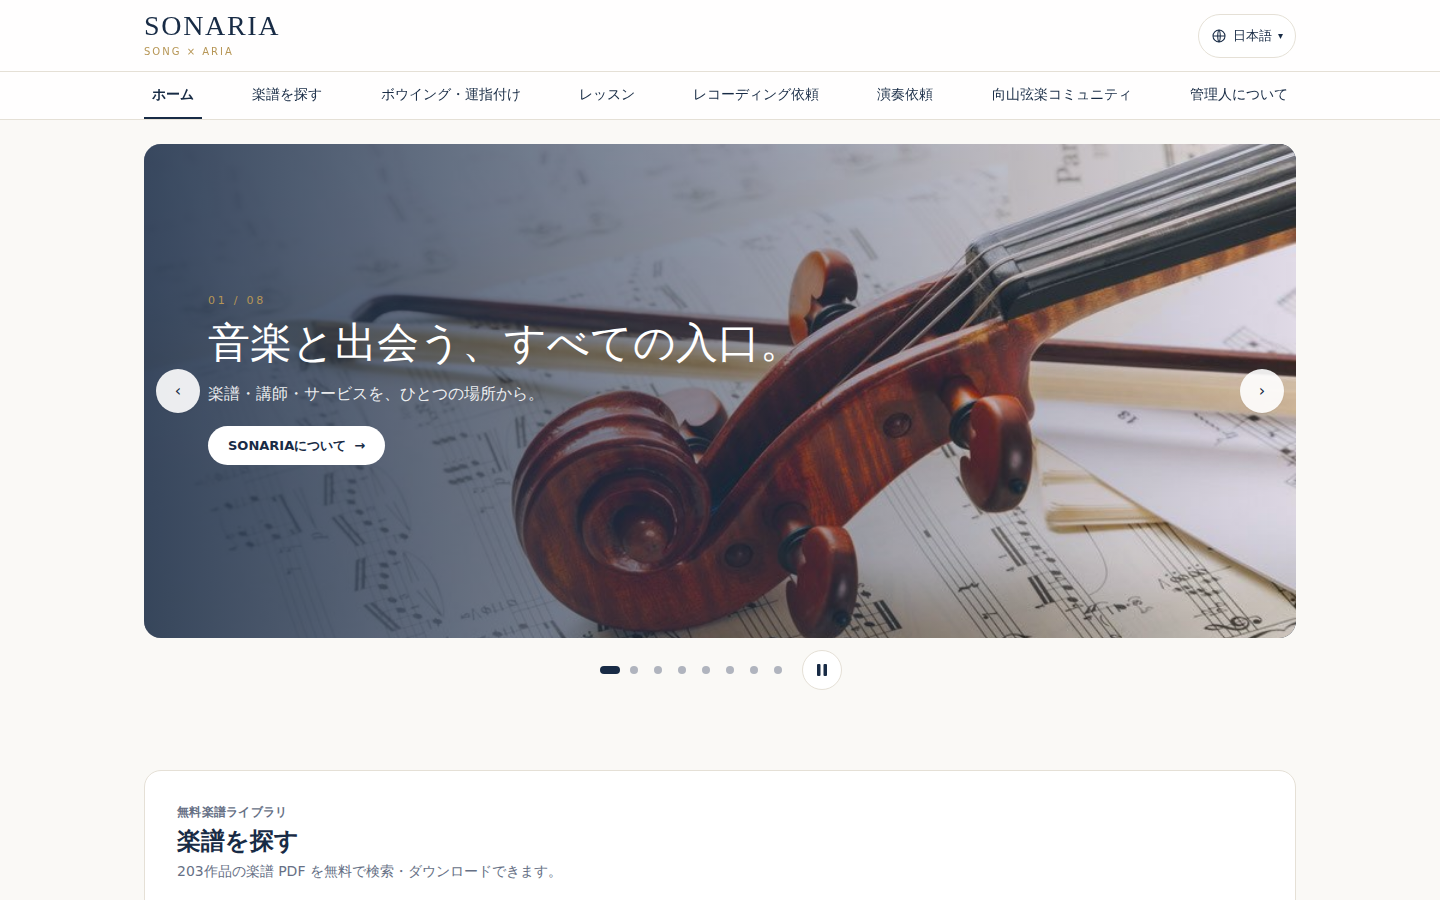 SONARIA
SONG × ARIA
日本語 ▾
ホーム
楽譜を探す
ボウイング・運指付け
レッスン
レコーディング依頼
演奏依頼
向山弦楽コミュニティ
管理人について
01 / 08
音楽と出会う、すべての入口。
楽譜・講師・サービスを、ひとつの場所から。
SONARIAについて →
無料楽譜ライブラリ
楽譜を探す
203作品の楽譜 PDF を無料で検索・ダウンロードできます。